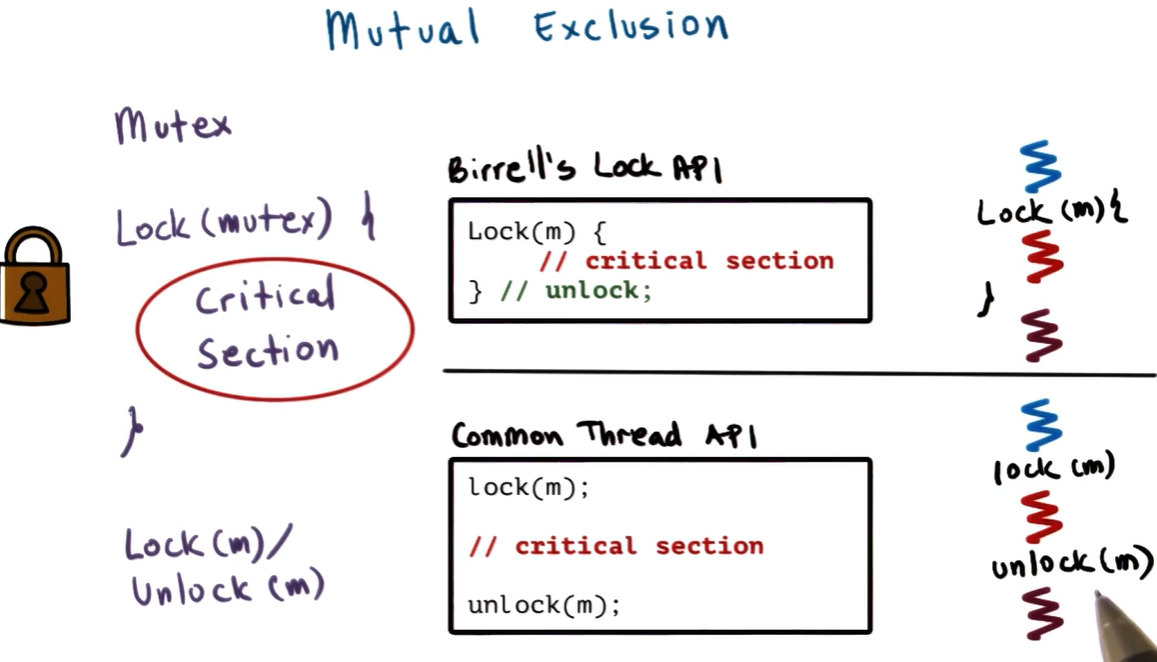 Mutual Exclusion
Mutex
Lock (mutex) {
Critical
Section
}
Lock (m) /
Unlock (m)
Birrell's Lock API
Lock(m) {
// critical section
} // unlock;
Common Thread API
lock(m);
// critical section
unlock(m);
Lock (m) {
}
lock (m)
unlock (m)